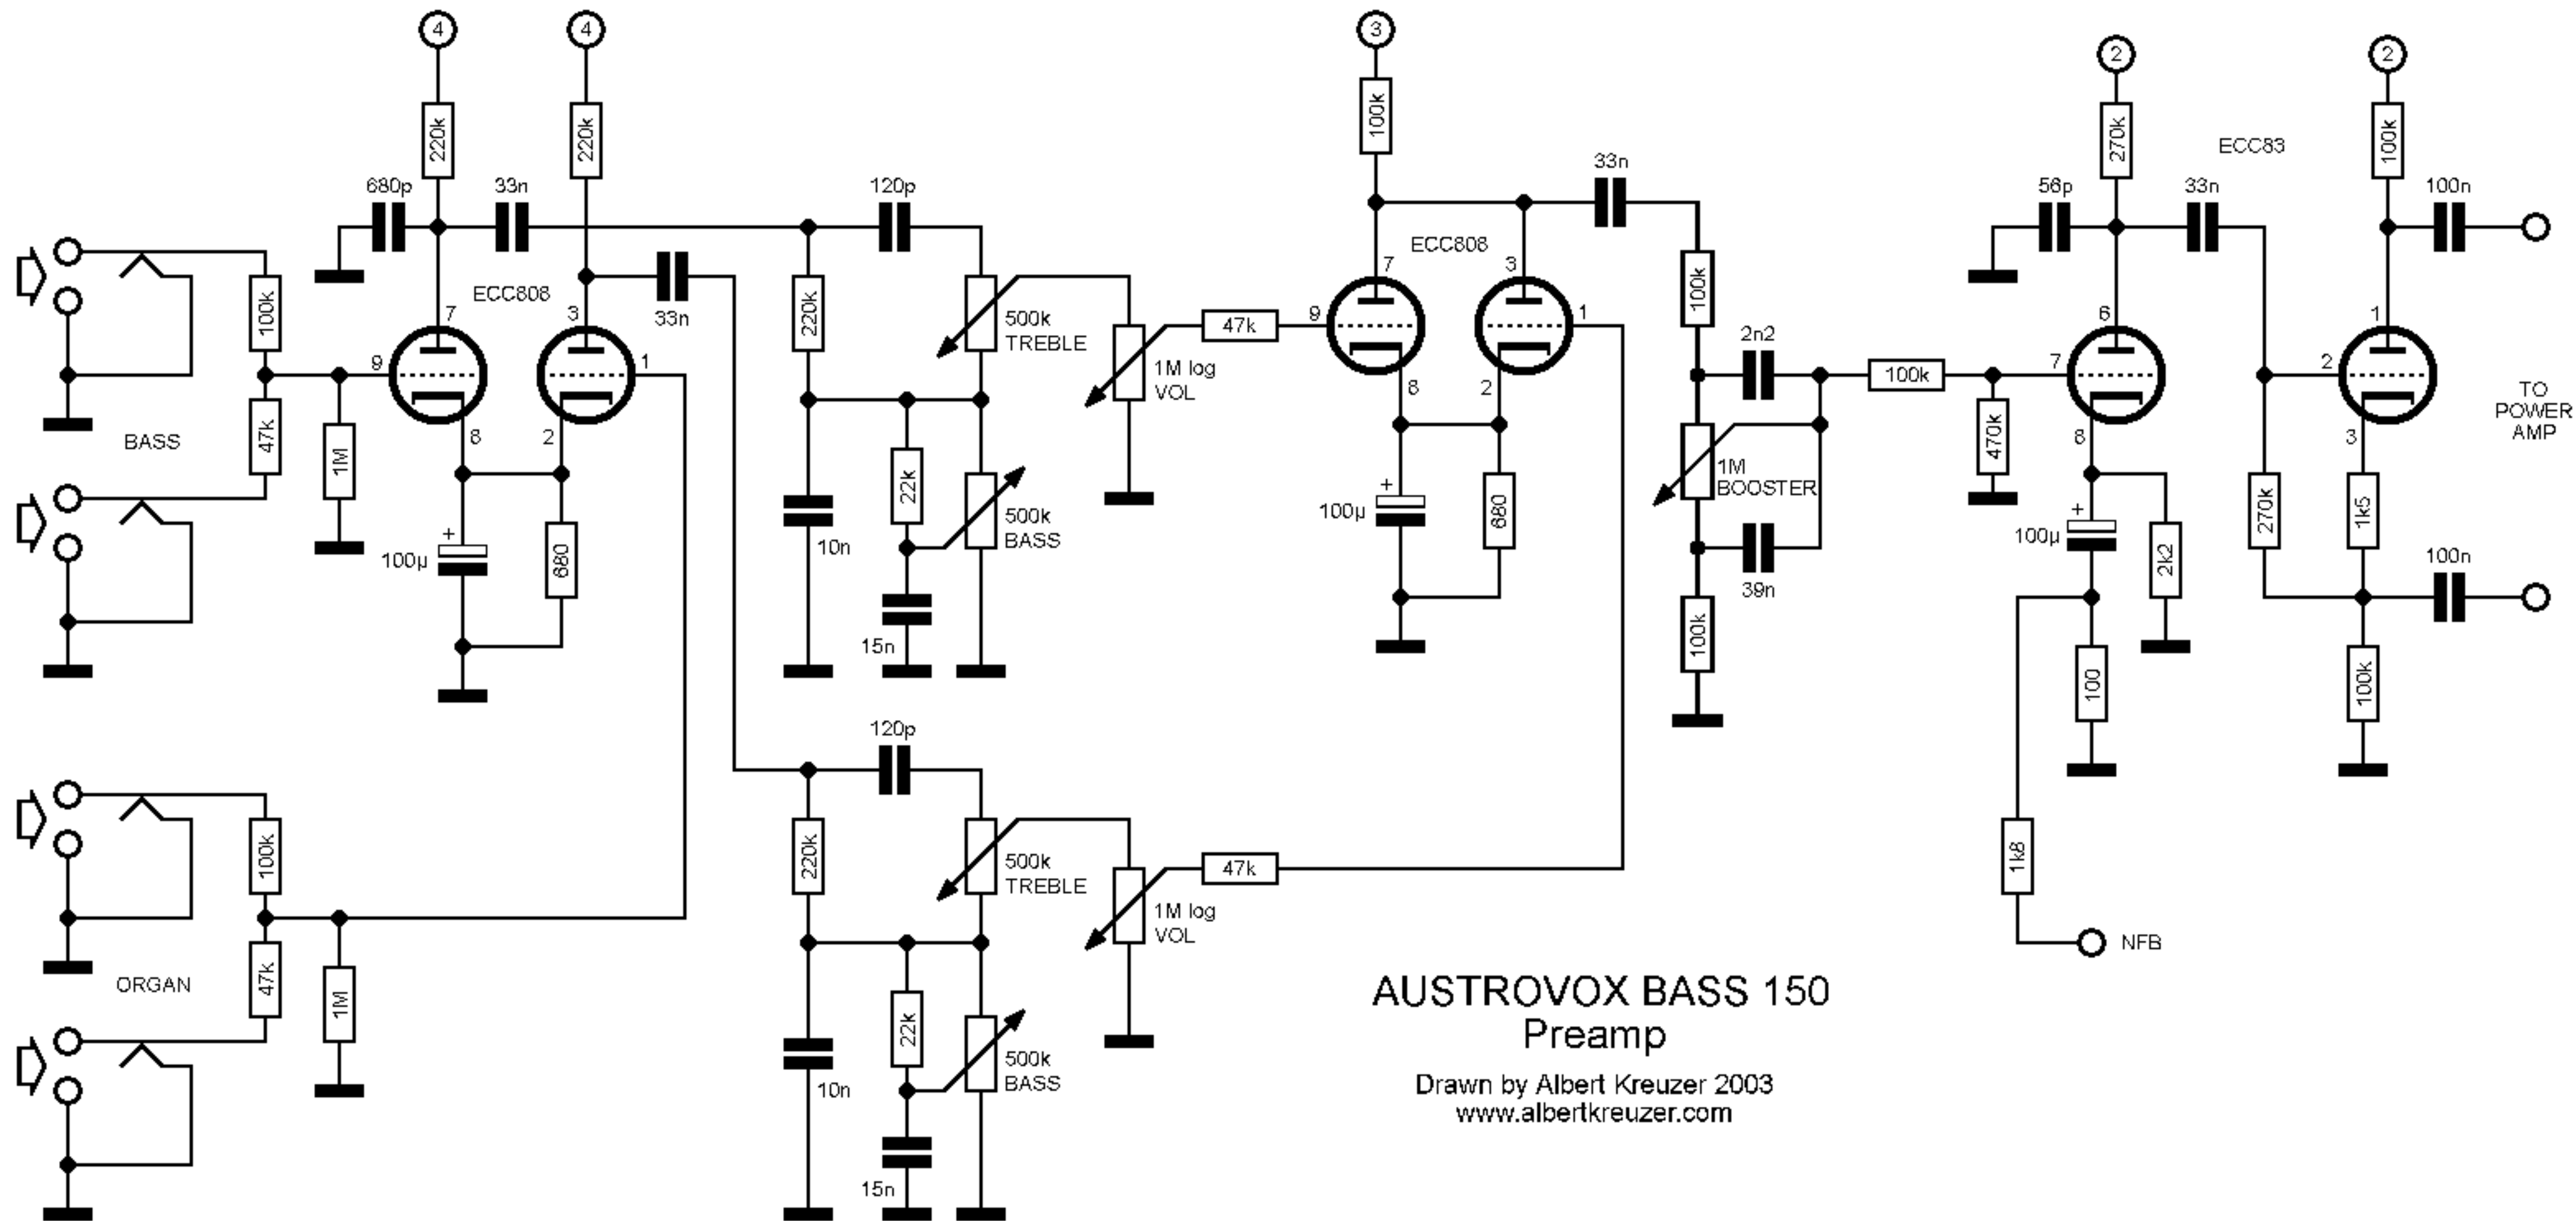 4
4
3
2
2
220k
220k
100k
270k
100k
ECC83
680p
33n
120p
33n
56p
33n
100n
ECC808
ECC808
7
3
33n
100k
220k
500k
TREBLE
1M log
VOL
47k
9
7
3
1
100k
2n2
100k
6
7
1
2
9
1
BASS
47k
1M
8
2
22k
500k
BASS
10n
15n
100µ
+
680
8
2
100µ
+
680
1M
BOOSTER
39n
100k
470k
8
100µ
+
2k2
100
3
270k
1k5
100k
100n
TO
POWER
AMP
1k8
NFB
120p
100k
220k
500k
TREBLE
1M log
VOL
47k
ORGAN
47k
1M
22k
500k
BASS
10n
15n
AUSTROVOX BASS 150
Preamp
Drawn by Albert Kreuzer 2003
www.albertkreuzer.com